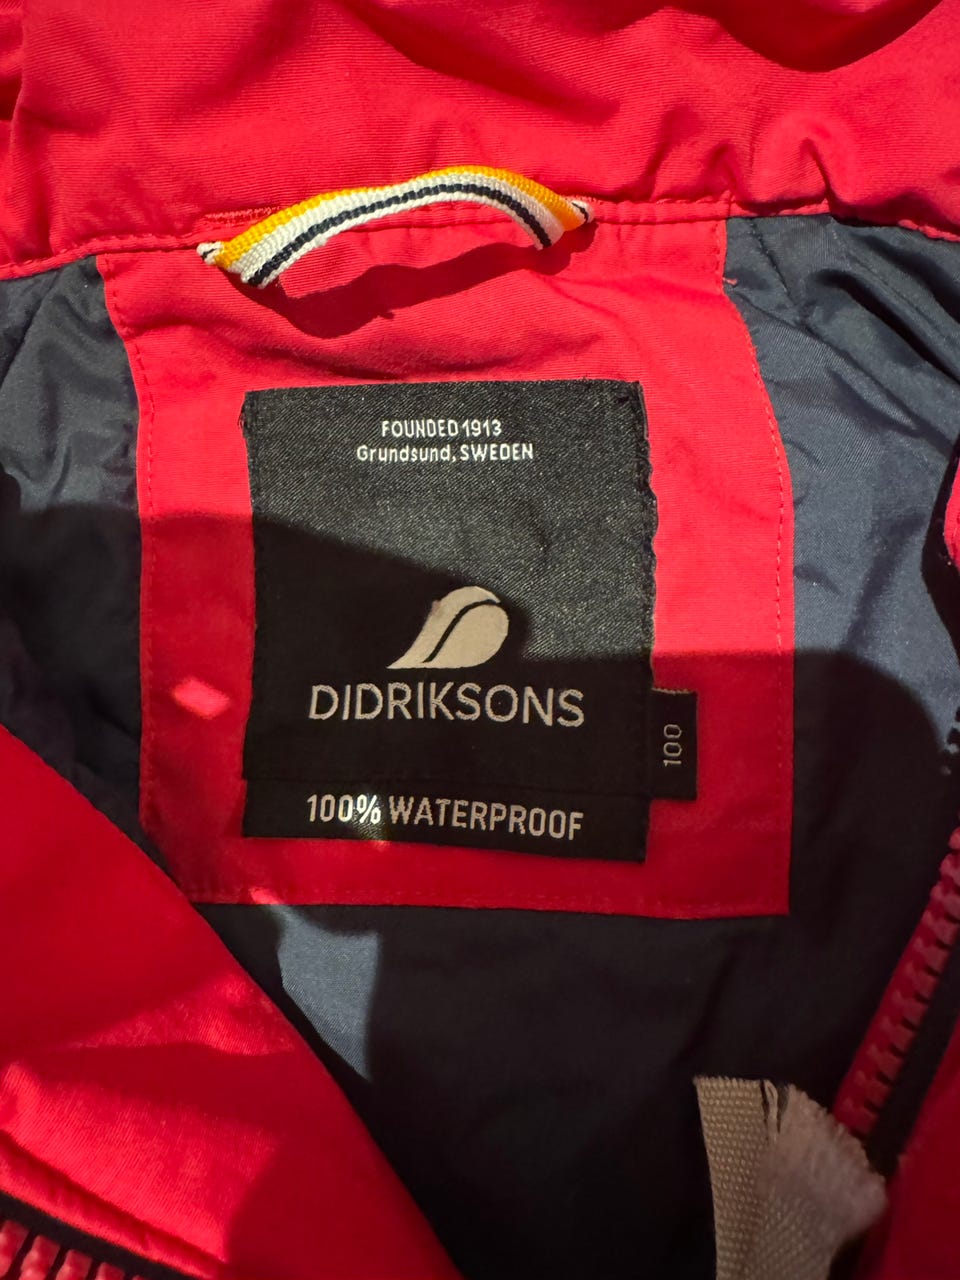 FOUNDED 1913
Grundsund, SWEDEN
DIDRIKSONS
100
100% WATERPROOF